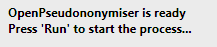 OpenPseudononymiser is ready
Press 'Run' to start the process...